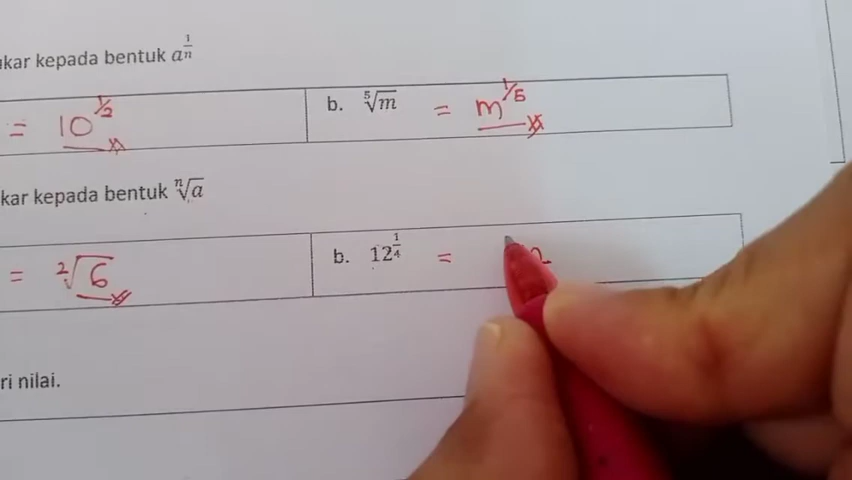 kar kepada bentuk a^{1/n}
= 10^{1/2} b. ⁵√m = m^{1/5}
kar kepada bentuk ⁿ√a
= ²√6 b. 12^{1/4} =
ri nilai.